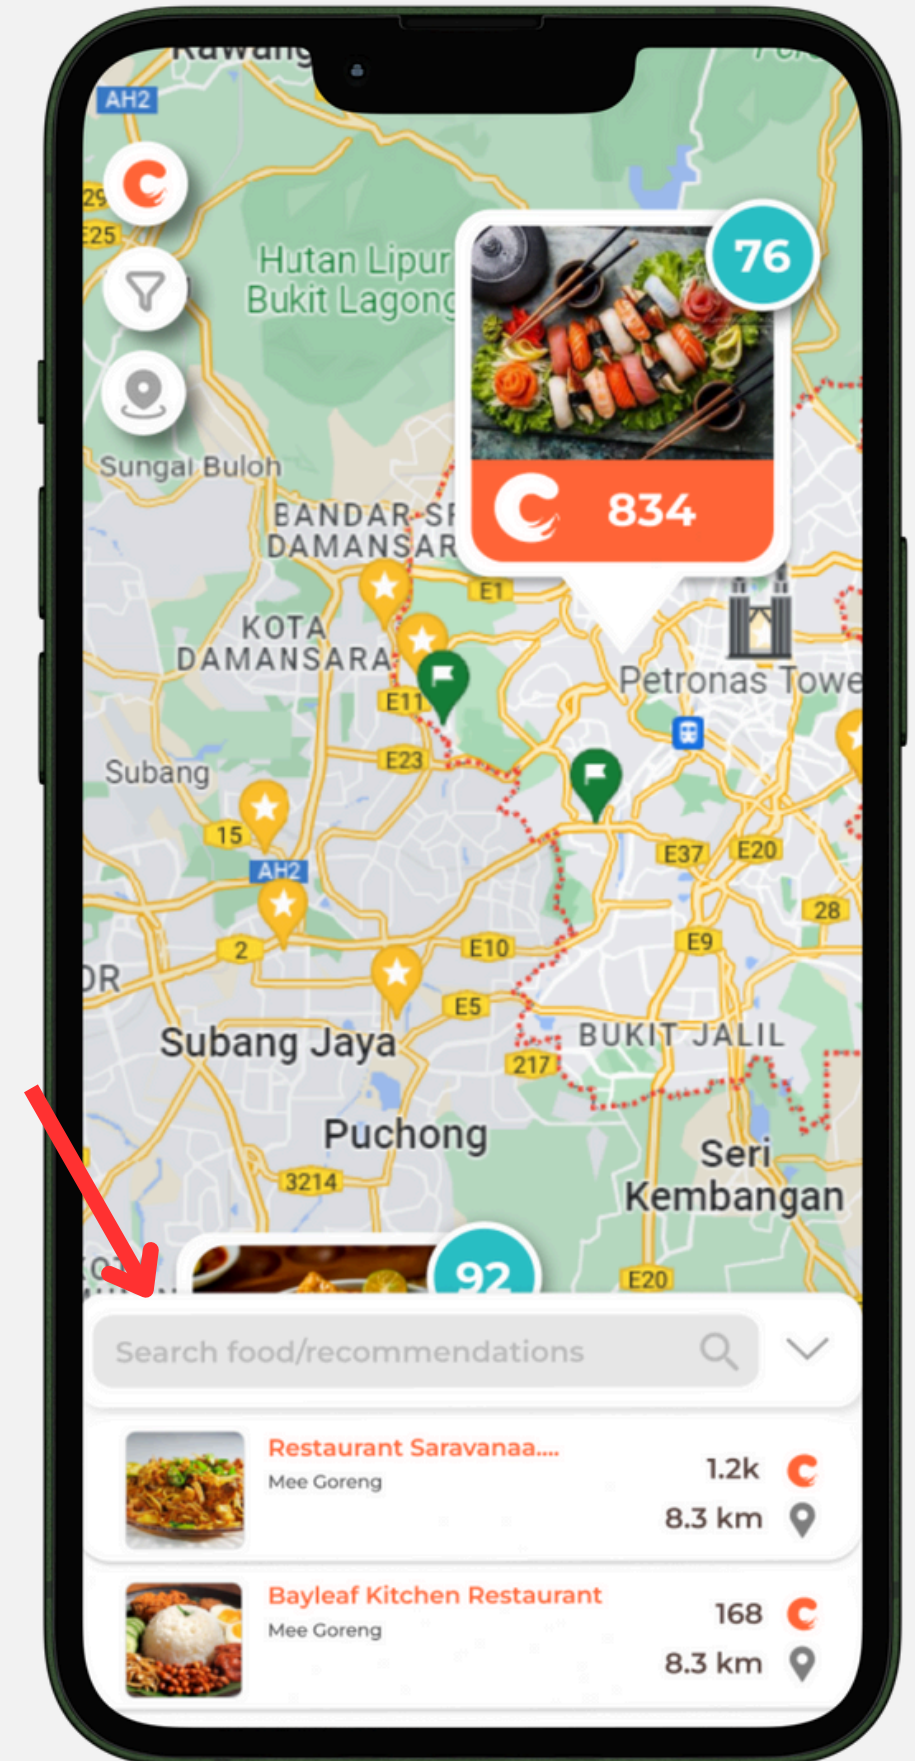 Rawang
AH2
E25
Hutan Lipur
Bukit Lagong
76
834
Sungai Buloh
BANDAR SR
DAMANSAR
E1
KOTA
DAMANSARA
Petronas Towe
E11
E23
Subang
15
AH2
E37
E20
28
2
E10
E9
OR
E5
Subang Jaya
BUKIT JALIL
217
Puchong
Seri
Kembangan
3214
92
E20
Search food/recommendations
Restaurant Saravanaa....
Mee Goreng
1.2k
8.3 km
Bayleaf Kitchen Restaurant
Mee Goreng
168
8.3 km